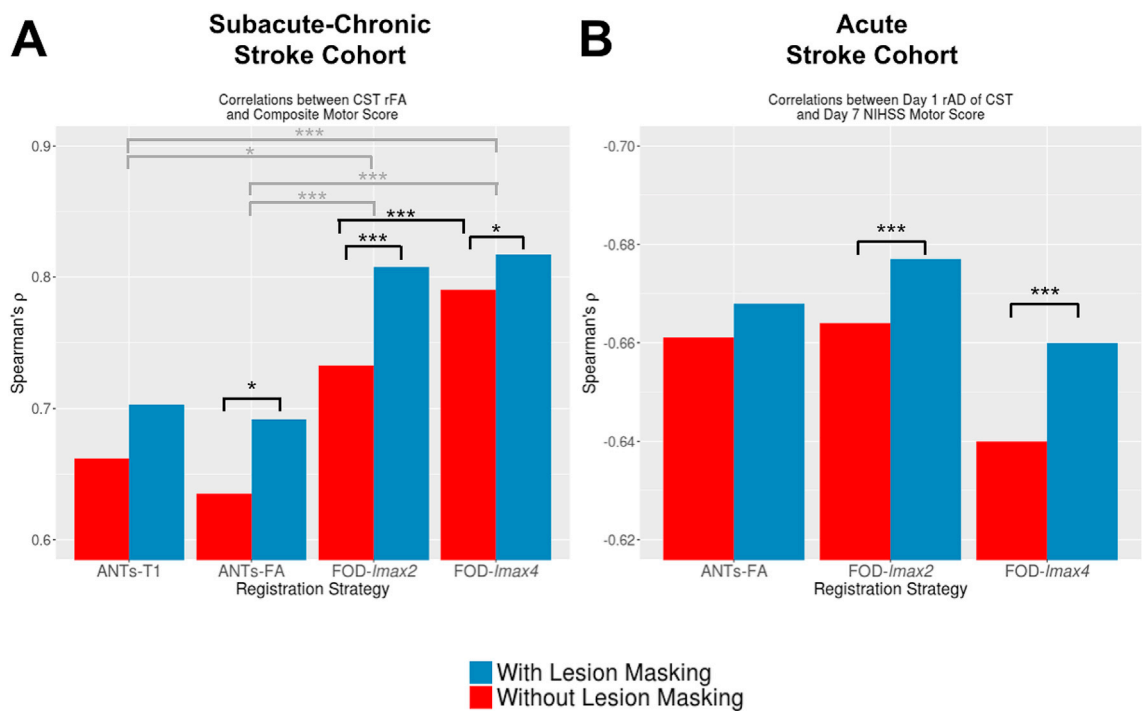 A
Subacute-Chronic
Stroke Cohort
Correlations between CST rFA
and Composite Motor Score
Spearman's ρ
0.9
0.8
0.7
0.6
***
*
***
***
***
***
*
*
ANTs-T1
ANTs-FA
FOD-lmax2
FOD-lmax4
Registration Strategy
B
Acute
Stroke Cohort
Correlations between Day 1 rAD of CST
and Day 7 NIHSS Motor Score
Spearman's ρ
-0.70
-0.68
-0.66
-0.64
-0.62
***
***
ANTs-FA
FOD-lmax2
FOD-lmax4
Registration Strategy
With Lesion Masking
Without Lesion Masking